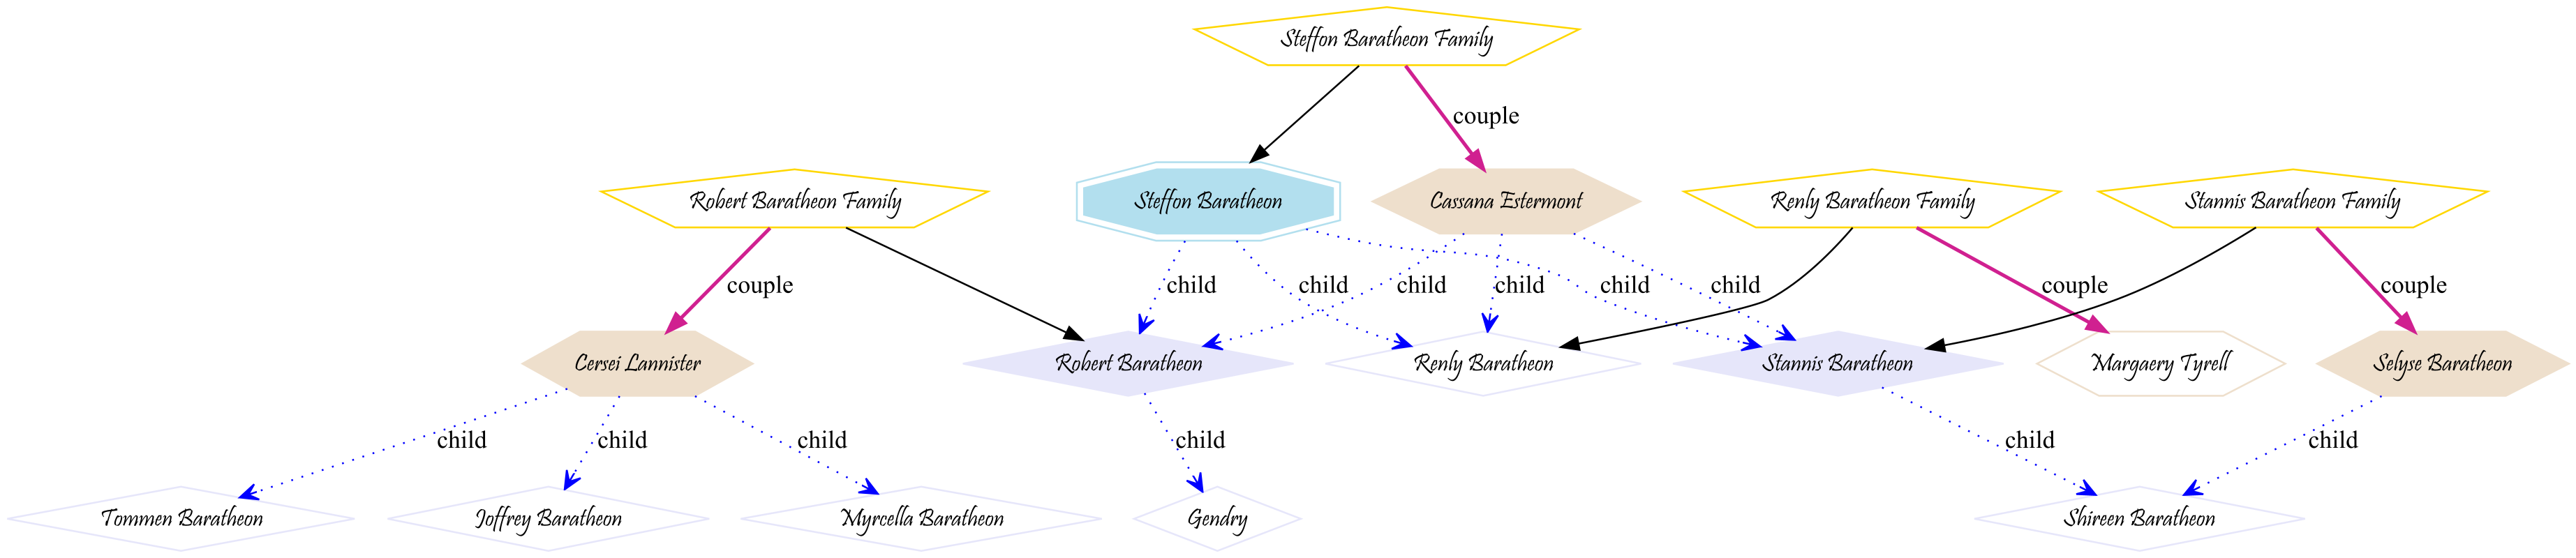 Steffon Baratheon Family
couple
Robert Baratheon Family
Steffon Baratheon
Cassana Estermont
Renly Baratheon Family
Stannis Baratheon Family
couple
child
child
child
child
child
child
couple
couple
Cersei Lannister
Robert Baratheon
Renly Baratheon
Stannis Baratheon
Margaery Tyrell
Selyse Baratheon
child
child
child
child
child
child
Tommen Baratheon
Joffrey Baratheon
Myrcella Baratheon
Gendry
Shireen Baratheon